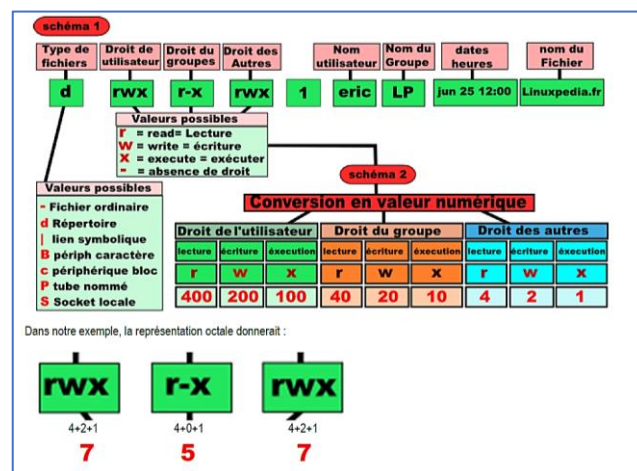 schéma 1
Type de fichiers
Droit de utilisateur
Droit du groupes
Droit des Autres
Nom utilisateur
Nom du Groupe
dates heures
nom du Fichier
d rwx r-x rwx 1 eric LP jun 25 12:00 Linuxpedia.fr
Valeurs possibles
r = read= Lecture
w = write = écriture
x = execute = exécuter
- = absence de droit
Valeurs possibles
- Fichier ordinaire
d Répertoire
| lien symbolique
B périph caractère
c périphérique bloc
P tube nommé
S Socket locale
schéma 2
Conversion en valeur numérique
Droit de l'utilisateur Droit du groupe Droit des autres
lecture écriture éxecution lecture écriture éxécution lecture écriture éxécution
r w x r w x r w x
400 200 100 40 20 10 4 2 1
Dans notre exemple, la représentation octale donnerait :
rwx r-x rwx
4+2+1 4+0+1 4+2+1
7 5 7